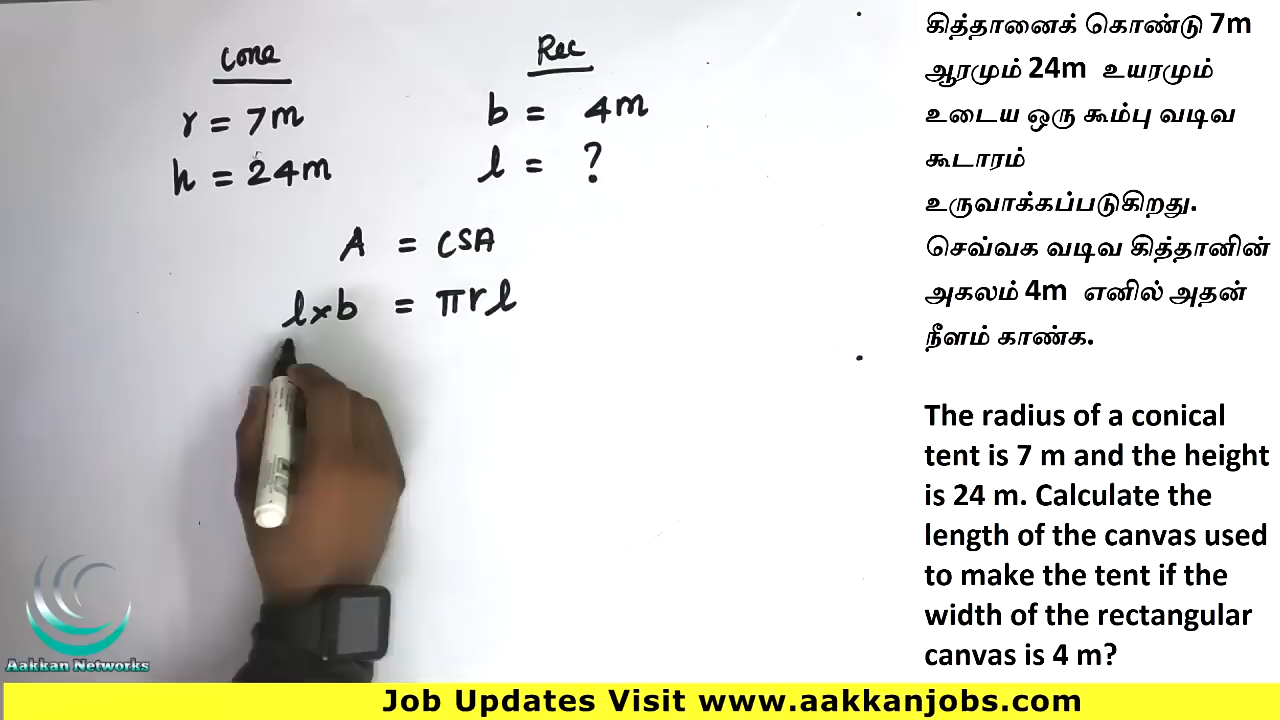 Cone
r = 7m
h = 24m
Rec
b = 4m
l = ?
A = CSA
l×b = πrl
கித்தானைக் கொண்டு 7m
ஆரமும் 24m உயரமும்
உடைய ஒரு கூம்பு வடிவ
கூடாரம்
உருவாக்கப்படுகிறது.
செவ்வக வடிவ கித்தானின்
அகலம் 4m எனில் அதன்
நீளம் காண்க.
The radius of a conical
tent is 7 m and the height
is 24 m. Calculate the
length of the canvas used
to make the tent if the
width of the rectangular
canvas is 4 m?
Aakkan Networks
Job Updates Visit www.aakkanjobs.com